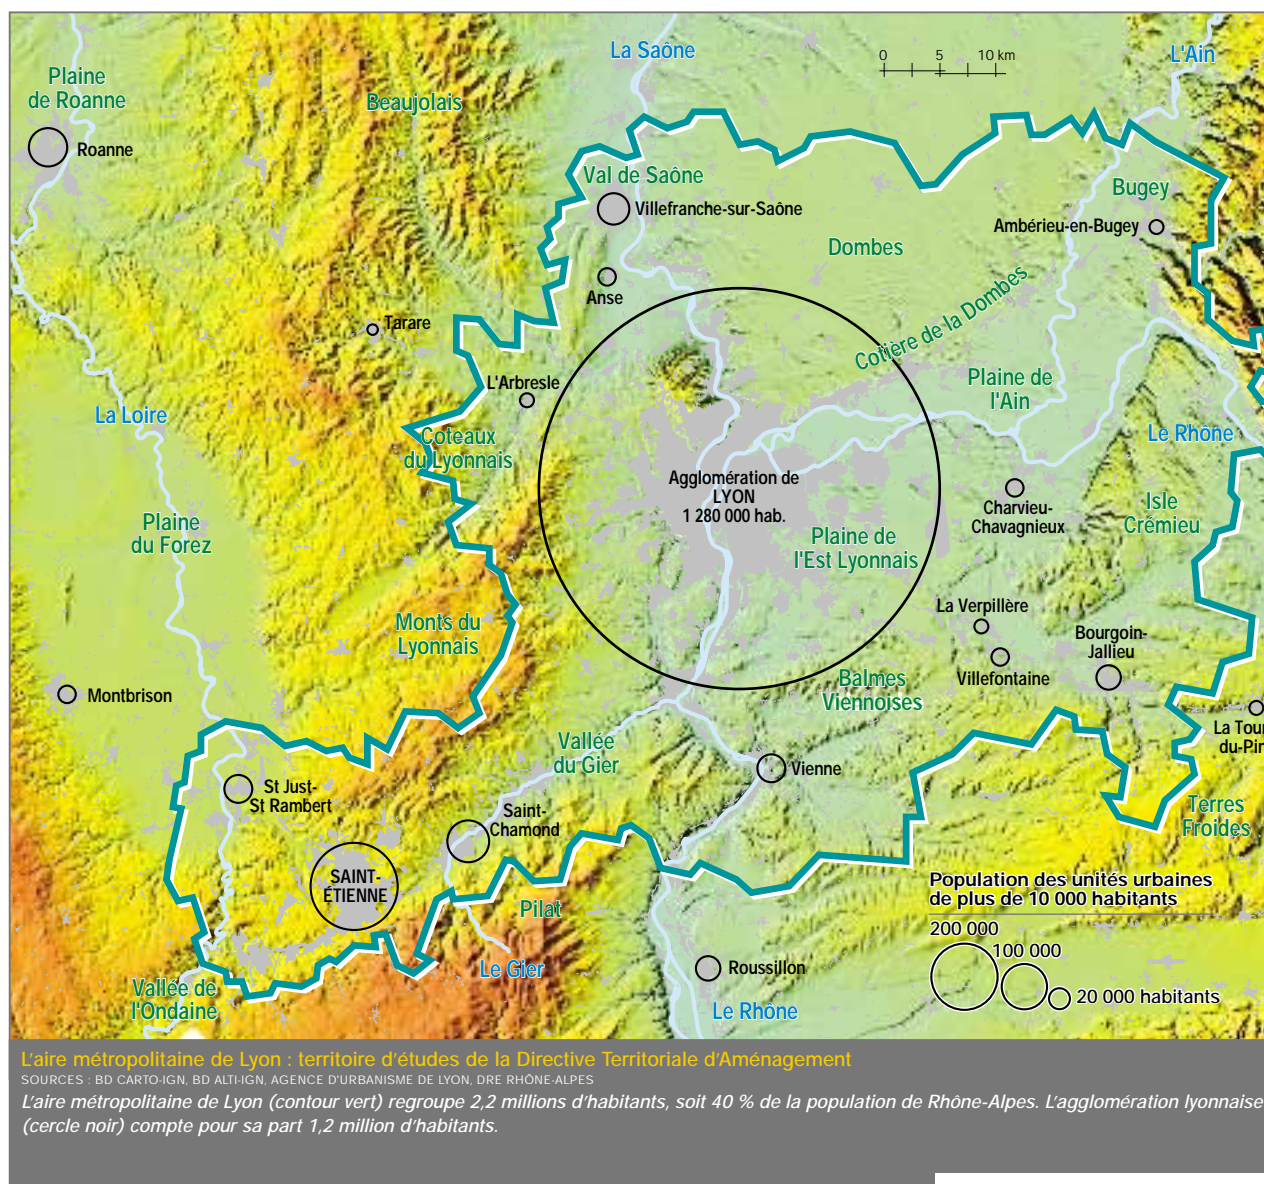 La Saône
0 5 10 km
L'Ain
Plaine
de Roanne
Beaujolais
Roanne
Val de Saône
Bugey
Villefranche-sur-Saône
Ambérieu-en-Bugey
Dombes
Anse
Cotière de la Dombes
Tarare
L'Arbresle
Plaine de
l'Ain
La Loire
Coteaux
du Lyonnais
Le Rhône
Agglomération de
LYON
1 280 000 hab.
Charvieu-
Chavagnieux
Isle
Crémieu
Plaine
du Forez
Plaine de
l'Est Lyonnais
La Verpillère
Monts du
Lyonnais
Bourgoin-
Jallieu
Villefontaine
Balmes
Viennoises
Montbrison
La Tour
du-Pin
Vallée
du Gier
Vienne
St Just-
St Rambert
Saint-
Chamond
Terres
Froides
SAINT-
ÉTIENNE
Pilat
Population des unités urbaines
de plus de 10 000 habitants
200 000
100 000
20 000 habitants
Le Gier
Roussillon
Vallée de
l'Ondaine
Le Rhône
L'aire métropolitaine de Lyon : territoire d'études de la Directive Territoriale d'Aménagement
SOURCES : BD CARTO-IGN, BD ALTI-IGN, AGENCE D'URBANISME DE LYON, DRE RHÔNE-ALPES
L'aire métropolitaine de Lyon (contour vert) regroupe 2,2 millions d'habitants, soit 40 % de la population de Rhône-Alpes. L'agglomération lyonnaise
(cercle noir) compte pour sa part 1,2 million d'habitants.